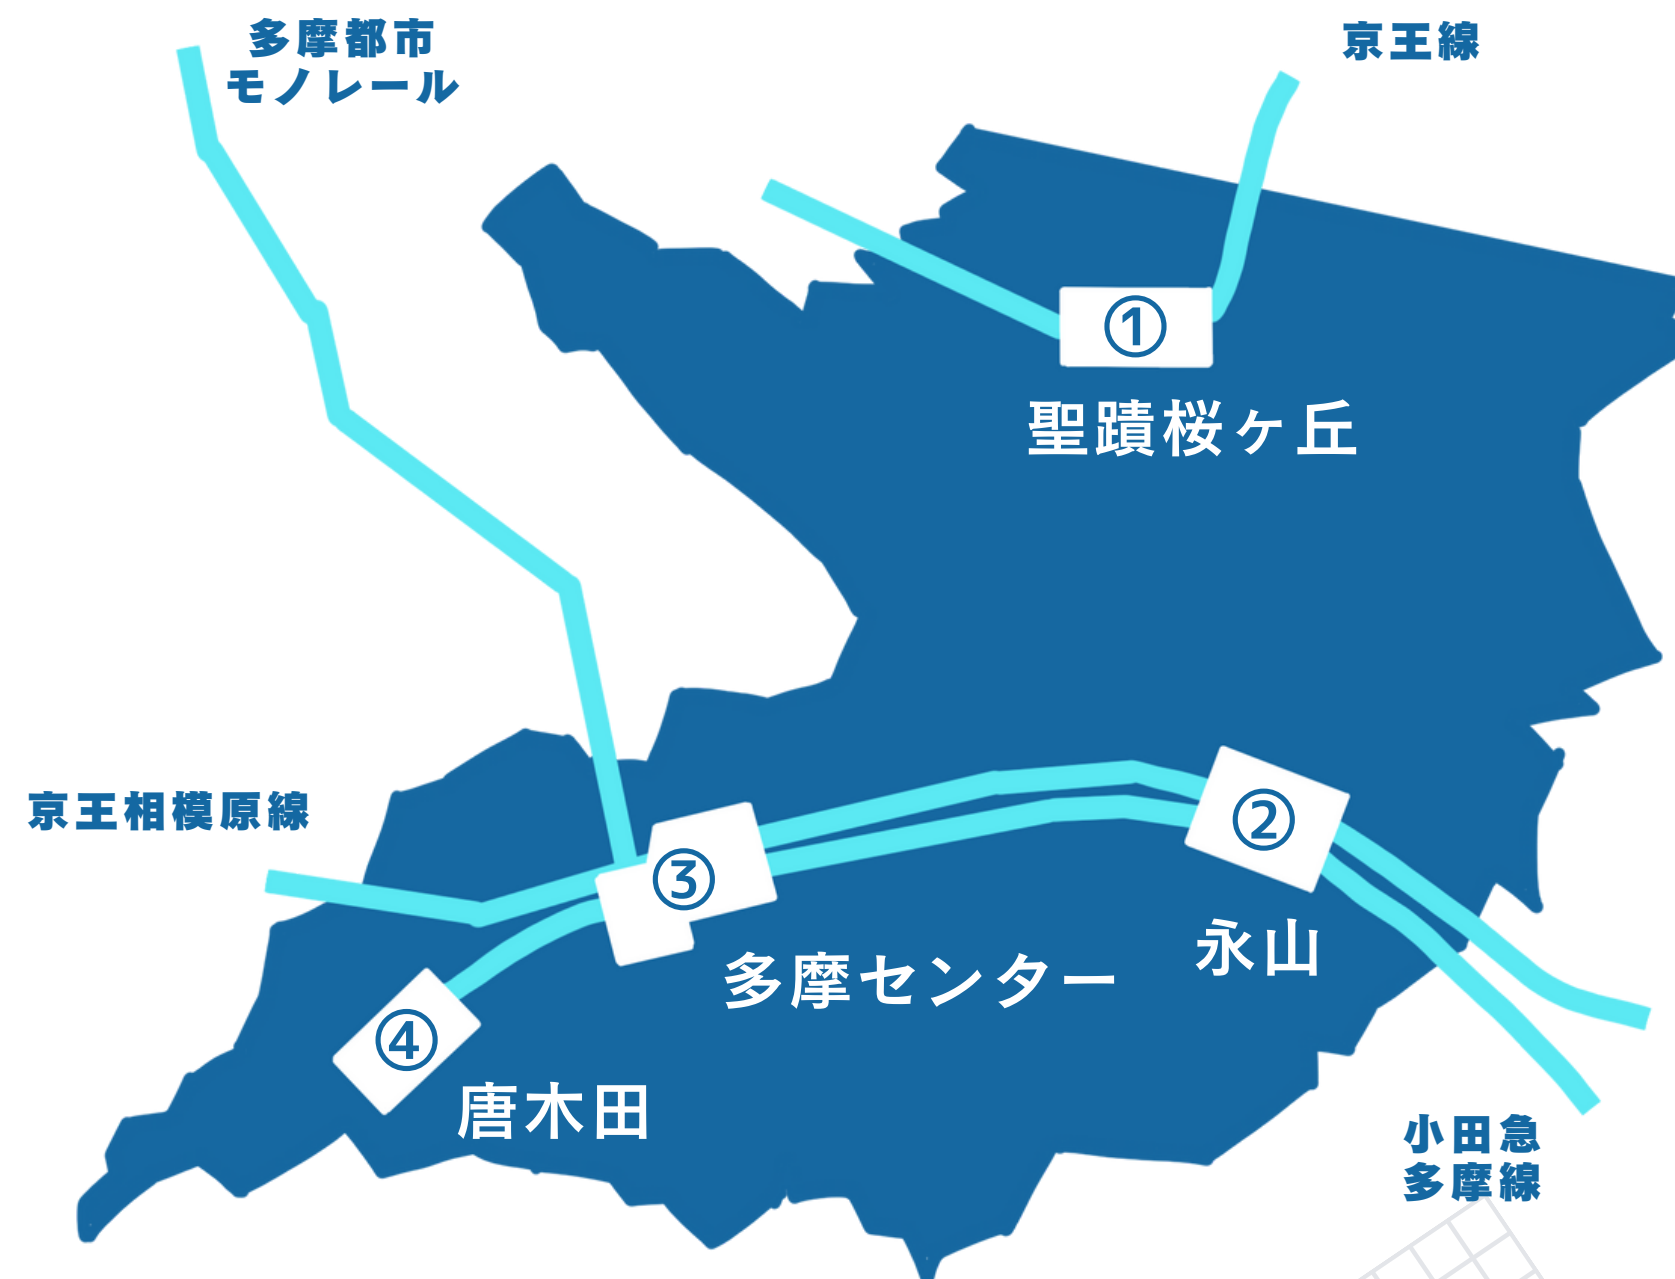 多摩都市
モノレール
京王線
①
聖蹟桜ヶ丘
京王相模原線
②
永山
③
多摩センター
④
唐木田
小田急
多摩線